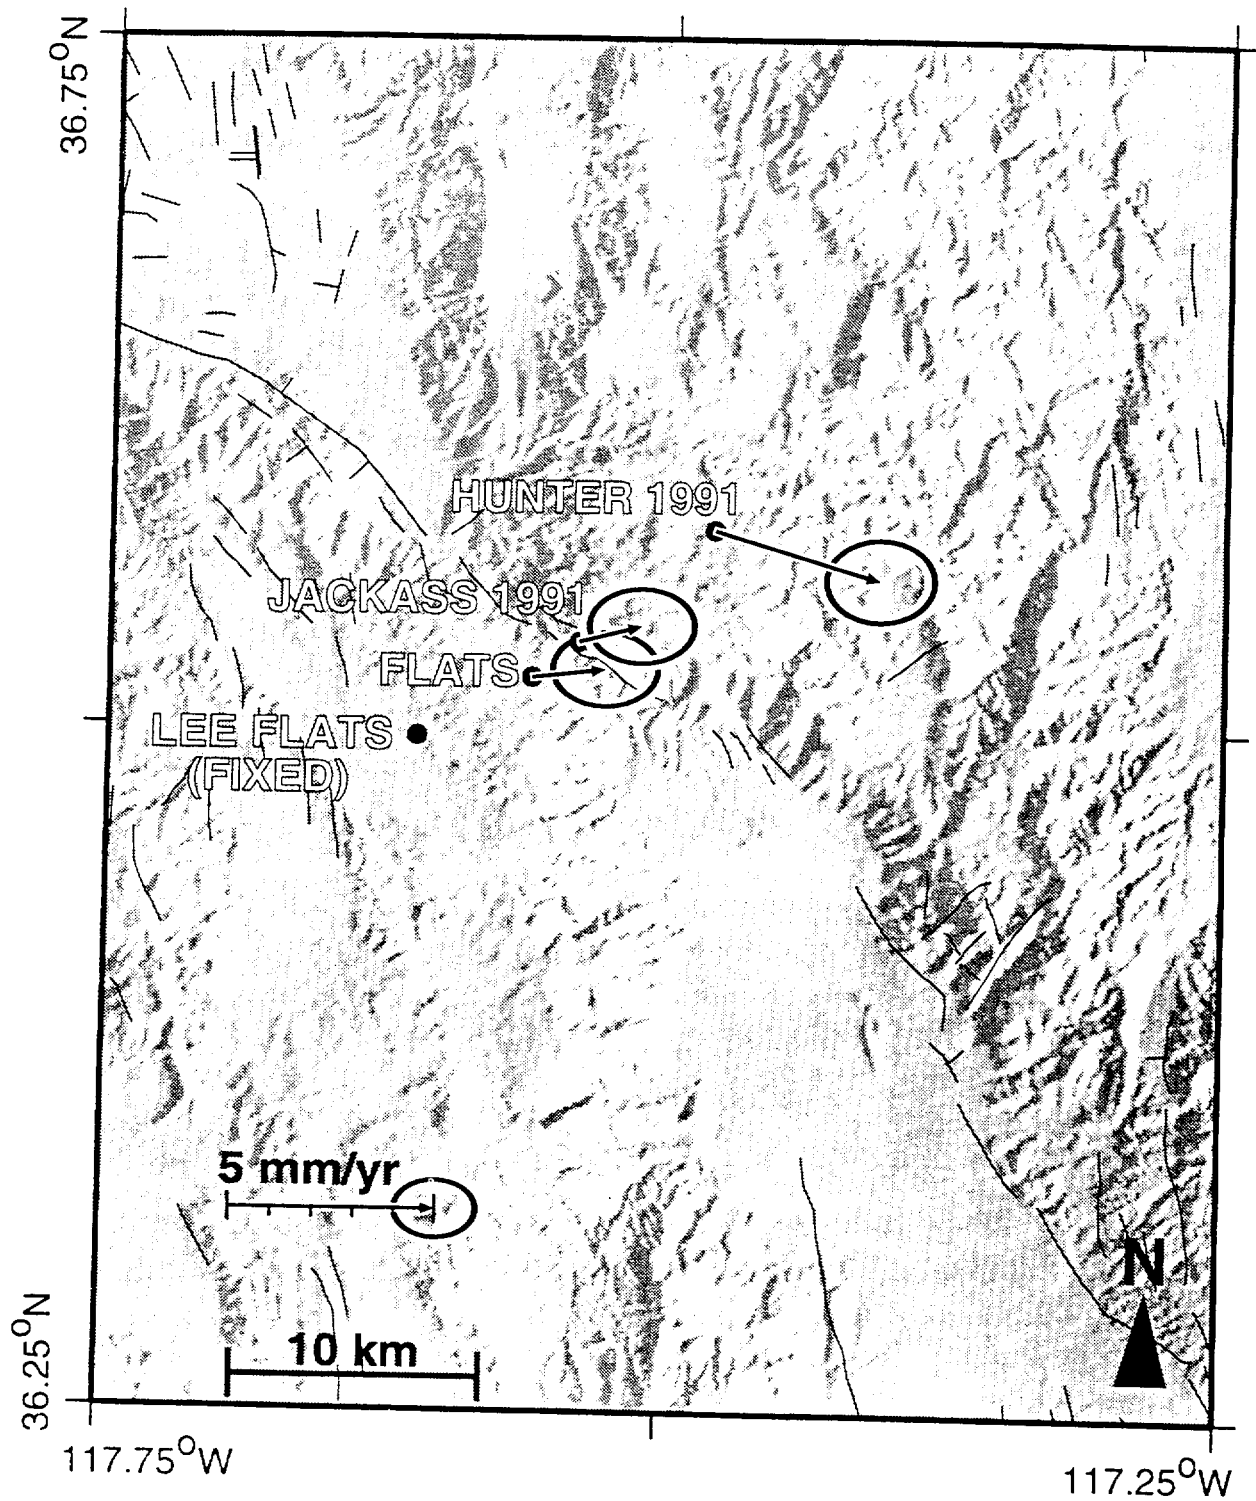 36.75°N
HUNTER 1991
JACKASS 1991
FLATS
LEE FLATS
(FIXED)
5 mm/yr
N
10 km
36.25°N
117.75°W
117.25°W